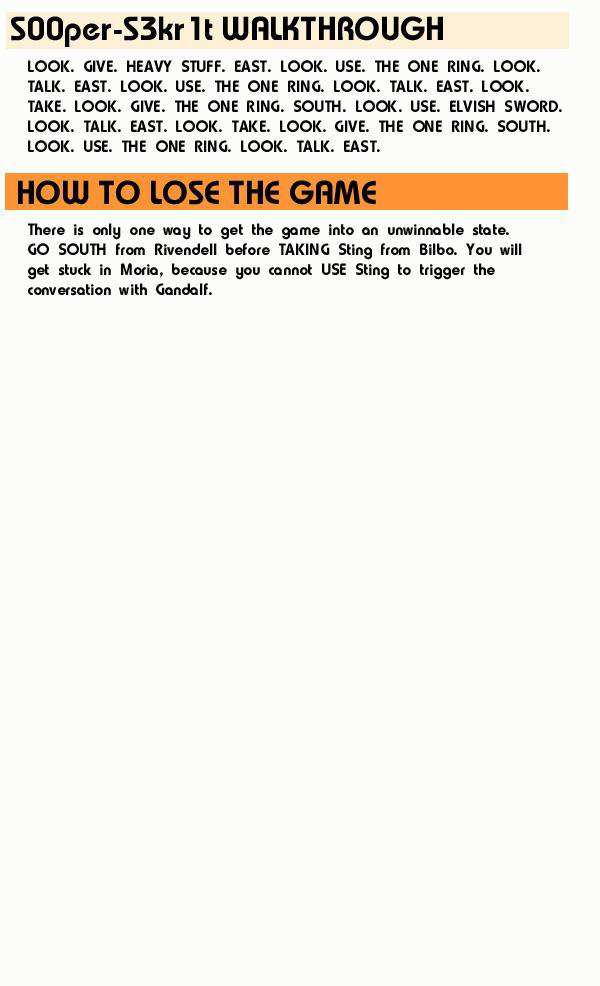 S00per-S3kr1t WALKTHROUGH
LOOK. GIVE. HEAVY STUFF. EAST. LOOK. USE. THE ONE RING. LOOK.
TALK. EAST. LOOK. USE. THE ONE RING. LOOK. TALK. EAST. LOOK.
TAKE. LOOK. GIVE. THE ONE RING. SOUTH. LOOK. USE. ELVISH SWORD.
LOOK. TALK. EAST. LOOK. TAKE. LOOK. GIVE. THE ONE RING. SOUTH.
LOOK. USE. THE ONE RING. LOOK. TALK. EAST.
HOW TO LOSE THE GAME
There is only one way to get the game into an unwinnable state.
GO SOUTH from Rivendell before TAKING Sting from Bilbo. You will
get stuck in Moria, because you cannot USE Sting to trigger the
conversation with Gandalf.